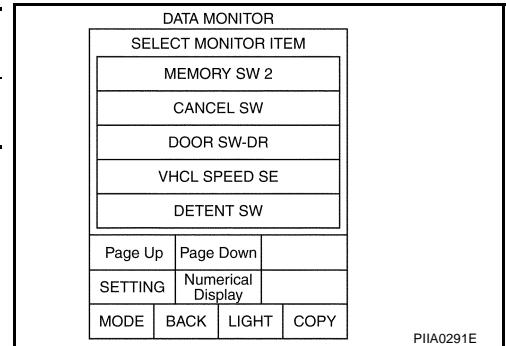 DATA MONITOR
SELECT MONITOR ITEM
MEMORY SW 2
CANCEL SW
DOOR SW-DR
VHCL SPEED SE
DETENT SW
Page Up Page Down
SETTING Numerical
Display
MODE BACK LIGHT COPY
PIIA0291E